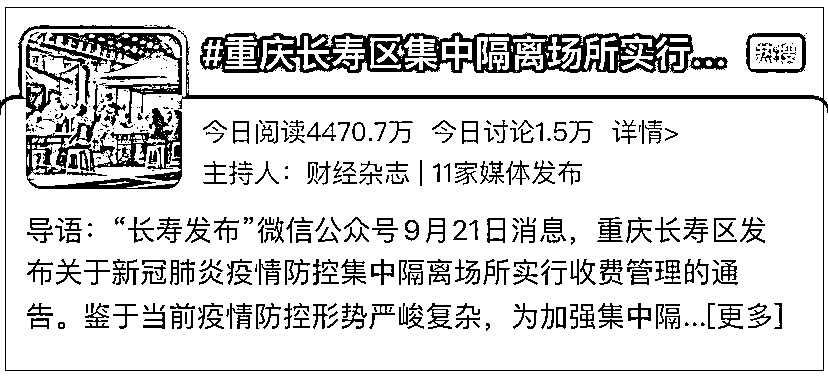 #重庆长寿区集中隔离场所实行... 热搜
今日阅读4470.7万 今日讨论1.5万 详情>
主持人：财经杂志 | 11家媒体发布
导语：“长寿发布”微信公众号9月21日消息，重庆长寿区发
布关于新冠肺炎疫情防控集中隔离场所实行收费管理的通
告。鉴于当前疫情防控形势严峻复杂，为加强集中隔...[更多]